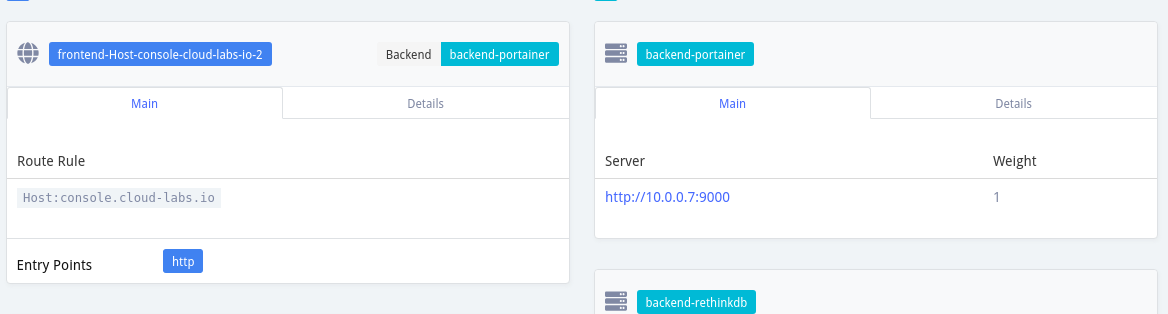 frontend-Host-console-cloud-labs-io-2 Backend backend-portainer
Main Details
Route Rule
Host:console.cloud-labs.io
Entry Points http
backend-portainer
Main Details
Server Weight
http://10.0.0.7:9000 1
backend-rethinkdb